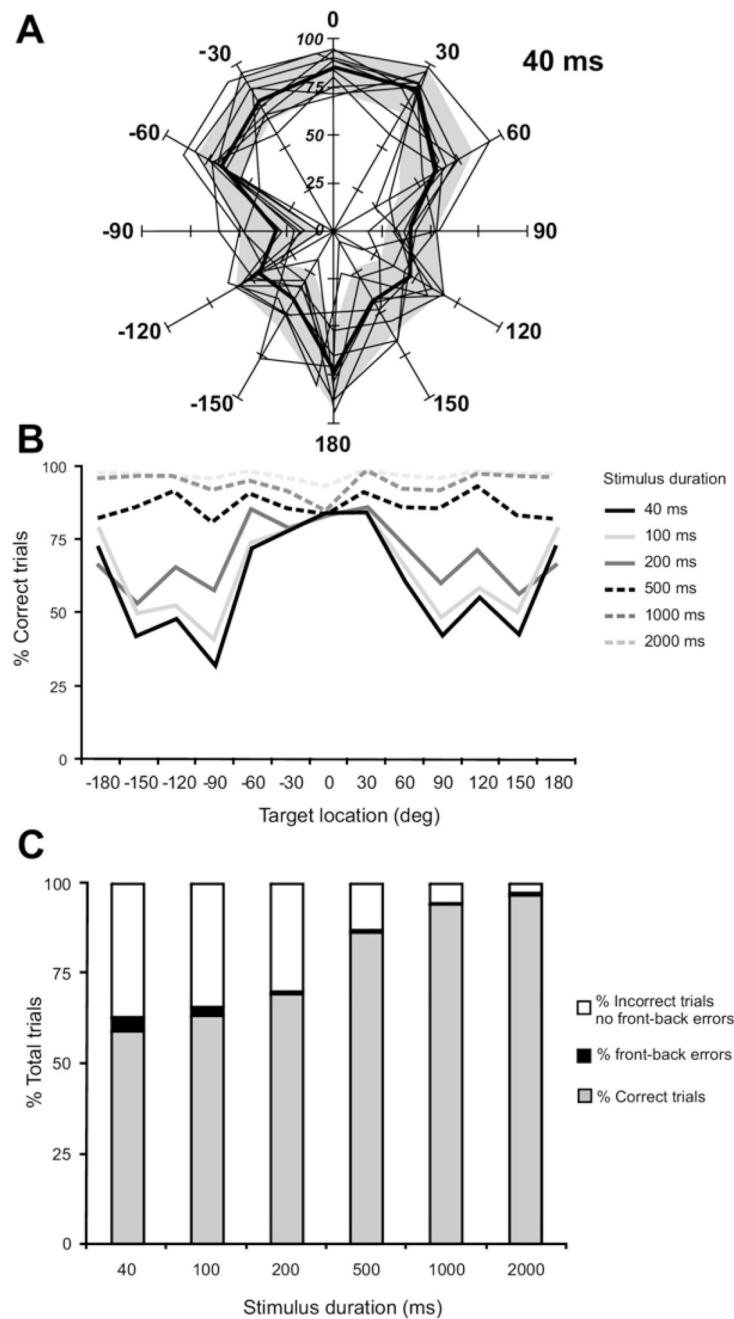 A
0
100
-30
30
40 ms
75
-60
60
50
25
-90
0
90
-120
120
-150
150
180
B
100
75
50
25
0
% Correct trials
-180 -150 -120 -90 -60 -30 0 30 60 90 120 150 180
Target location (deg)
Stimulus duration
40 ms
100 ms
200 ms
500 ms
1000 ms
2000 ms
C
100
75
50
25
0
% Total trials
40 100 200 500 1000 2000
Stimulus duration (ms)
% Incorrect trials
no front-back errors
% front-back errors
% Correct trials